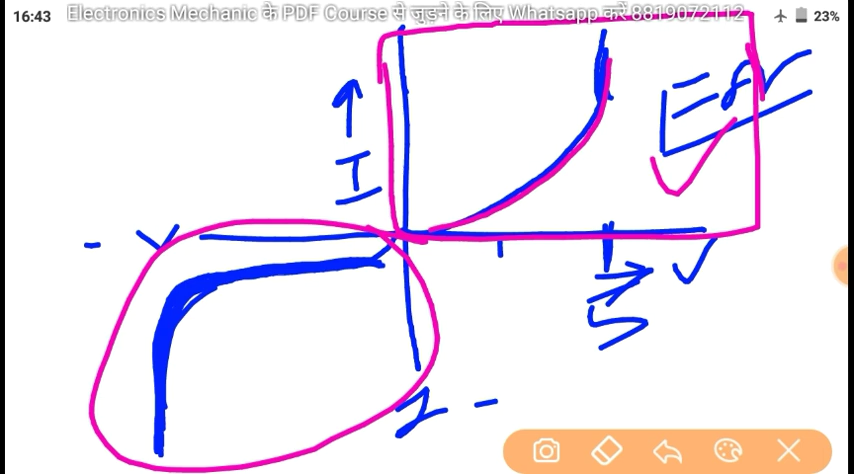 16:43 Electronics Mechanic के PDF Course से जुड़ने के लिए Whatsapp करें 8819072112 23%
I
- V
V
I -